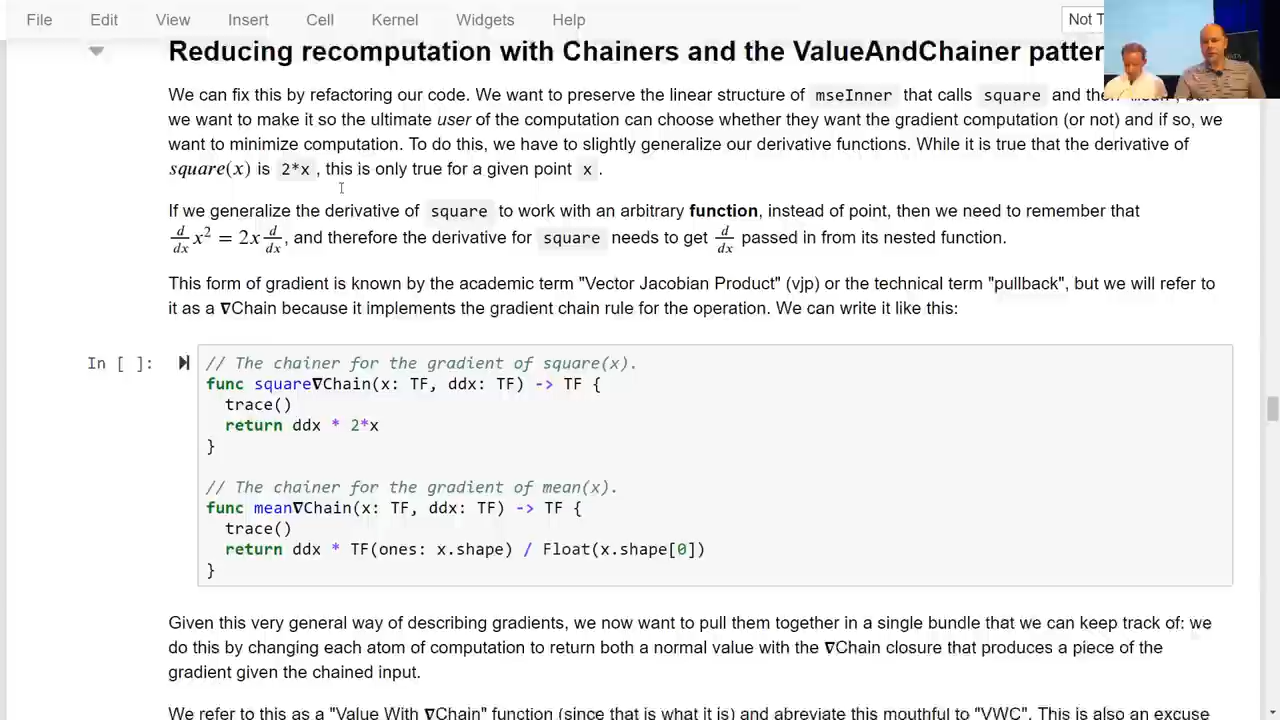 File Edit View Insert Cell Kernel Widgets Help Not T
Reducing recomputation with Chainers and the ValueAndChainer patter
We can fix this by refactoring our code. We want to preserve the linear structure of mseInner that calls square and the
we want to make it so the ultimate user of the computation can choose whether they want the gradient computation (or not) and if so, we
want to minimize computation. To do this, we have to slightly generalize our derivative functions. While it is true that the derivative of
square(x) is 2*x , this is only true for a given point x .
If we generalize the derivative of square to work with an arbitrary function, instead of point, then we need to remember that
d/dx x² = 2x d/dx, and therefore the derivative for square needs to get d/dx passed in from its nested function.
This form of gradient is known by the academic term "Vector Jacobian Product" (vjp) or the technical term "pullback", but we will refer to
it as a ∇Chain because it implements the gradient chain rule for the operation. We can write it like this:
In [ ]:
// The chainer for the gradient of square(x).
func square∇Chain(x: TF, ddx: TF) -> TF {
trace()
return ddx * 2*x
}
// The chainer for the gradient of mean(x).
func mean∇Chain(x: TF, ddx: TF) -> TF {
trace()
return ddx * TF(ones: x.shape) / Float(x.shape[0])
}
Given this very general way of describing gradients, we now want to pull them together in a single bundle that we can keep track of: we
do this by changing each atom of computation to return both a normal value with the ∇Chain closure that produces a piece of the
gradient given the chained input.
We refer to this as a "Value With ∇Chain" function (since that is what it is) and abreviate this mouthful to "VWC". This is also an excuse